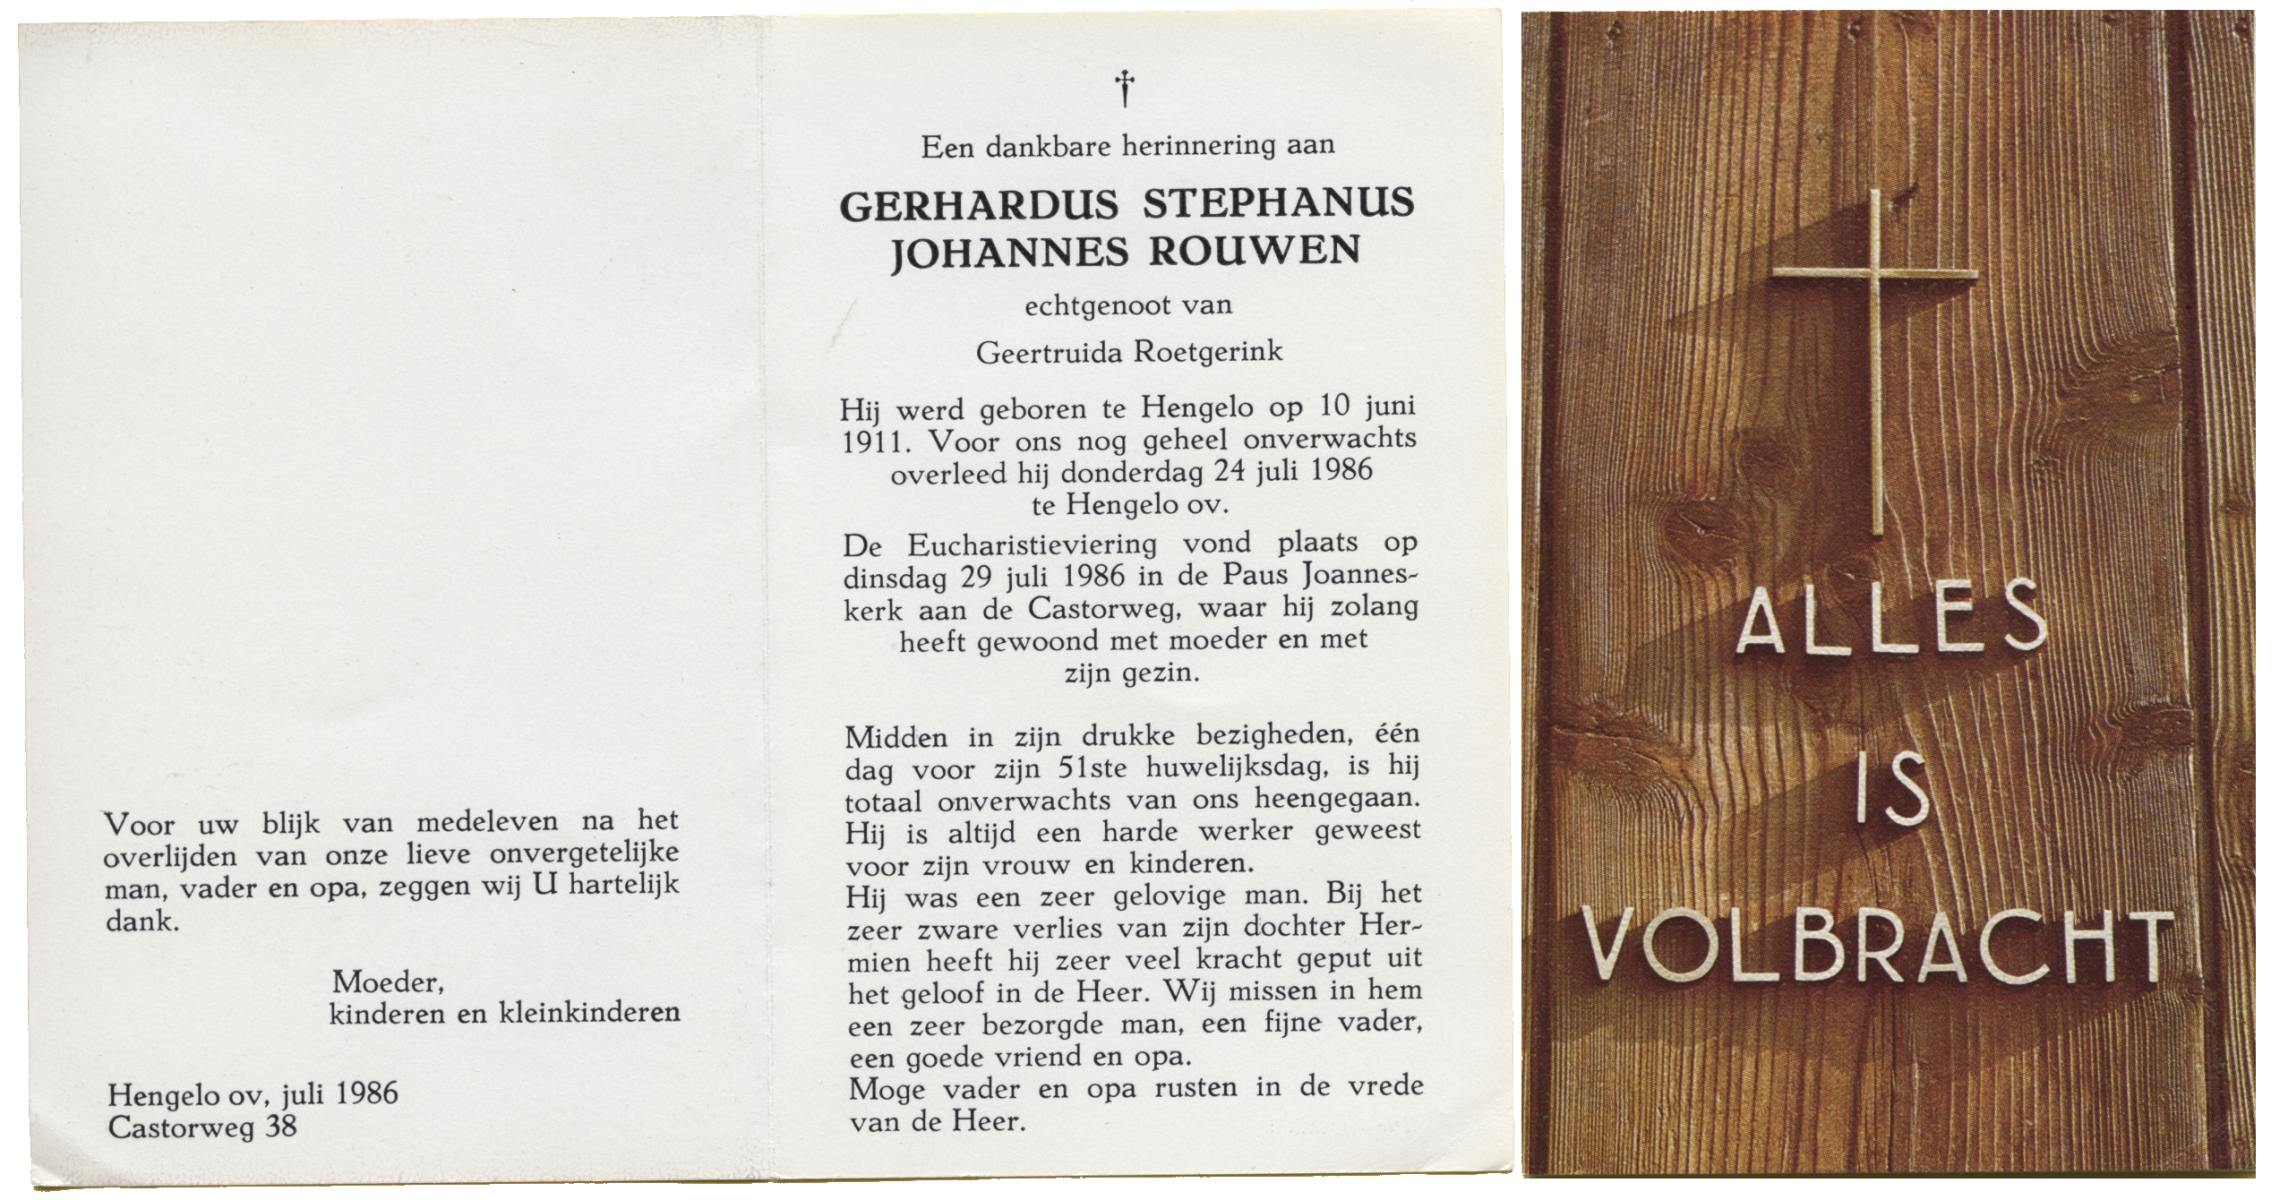 Voor uw blijk van medeleven na het
overlijden van onze lieve onvergetelijke
man, vader en opa, zeggen wij U hartelijk
dank.
Moeder,
kinderen en kleinkinderen
Hengelo ov, juli 1986
Castorweg 38
†
Een dankbare herinnering aan
GERHARDUS STEPHANUS
JOHANNES ROUWEN
echtgenoot van
Geertruida Roetgerink
Hij werd geboren te Hengelo op 10 juni
1911. Voor ons nog geheel onverwachts
overleed hij donderdag 24 juli 1986
te Hengelo ov.
De Eucharistieviering vond plaats op
dinsdag 29 juli 1986 in de Paus Joannes-
kerk aan de Castorweg, waar hij zolang
heeft gewoond met moeder en met
zijn gezin.
Midden in zijn drukke bezigheden, één
dag voor zijn 51ste huwelijksdag, is hij
totaal onverwachts van ons heengegaan.
Hij is altijd een harde werker geweest
voor zijn vrouw en kinderen.
Hij was een zeer gelovige man. Bij het
zeer zware verlies van zijn dochter Her-
mien heeft hij zeer veel kracht geput uit
het geloof in de Heer. Wij missen in hem
een zeer bezorgde man, een fijne vader,
een goede vriend en opa.
Moge vader en opa rusten in de vrede
van de Heer.
ALLES
IS
VOLBRACHT